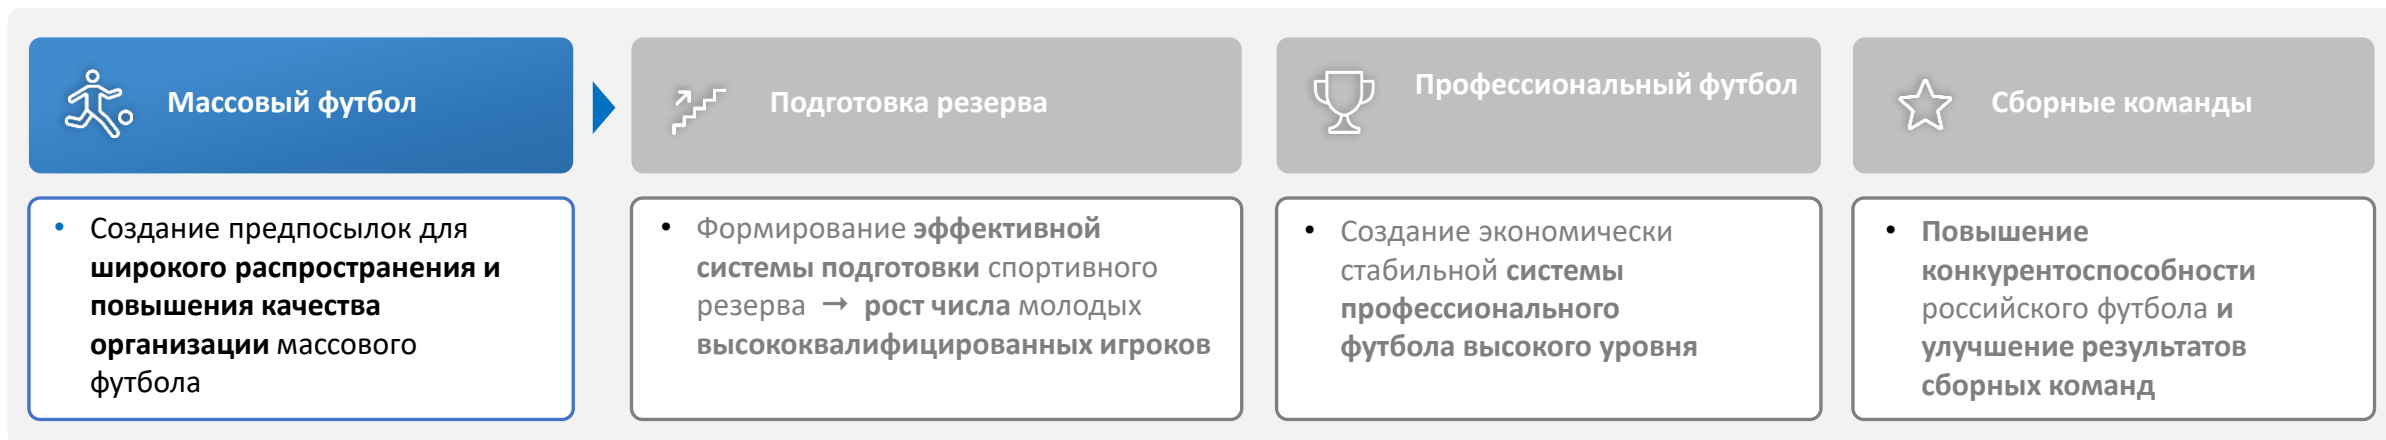 Массовый футбол
Подготовка резерва
Профессиональный футбол
Сборные команды
• Создание предпосылок для
широкого распространения и
повышения качества
организации массового
футбола
• Формирование эффективной
системы подготовки спортивного
резерва → рост числа молодых
высококвалифицированных игроков
• Создание экономически
стабильной системы
профессионального
футбола высокого уровня
• Повышение
конкурентоспособности
российского футбола и
улучшение результатов
сборных команд